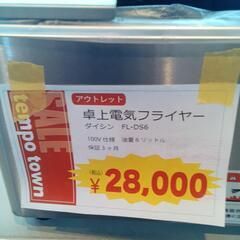 アウトレット
卓上電気フライヤー
ダイシン FL-DS6
100V仕様 油量6リットル
保証3ヶ月
(税込)
¥28,000
SALE
tempo town